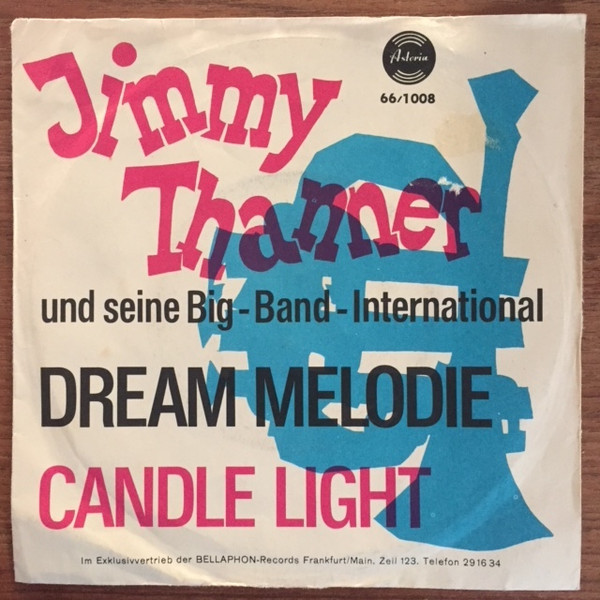 Asteria
66/1008
Jimmy
Thanner
und seine Big-Band-International
DREAM MELODIE
CANDLE LIGHT
Im Exklusivvertrieb der BELLAPHON-Records Frankfurt/Main. Zeil 123. Telefon 29 16 34